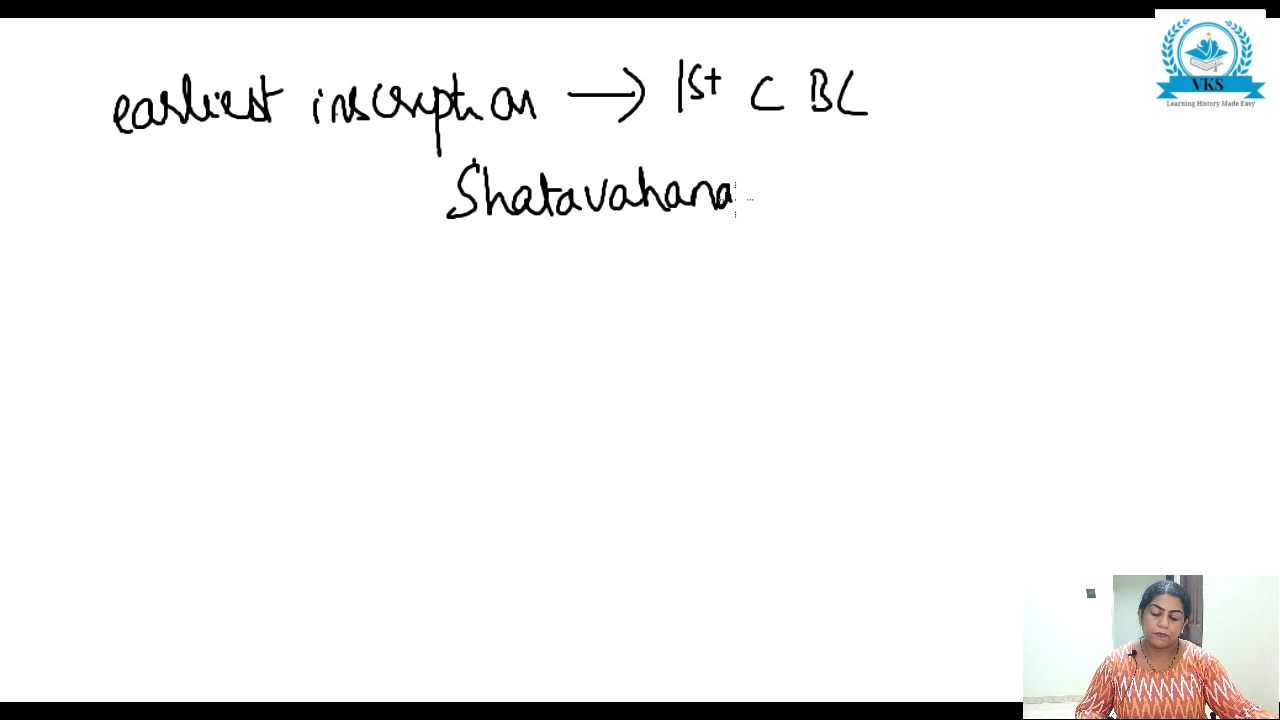 VKS
Learning History Made Easy
earliest inscription → 1st C BC
Shatavahana